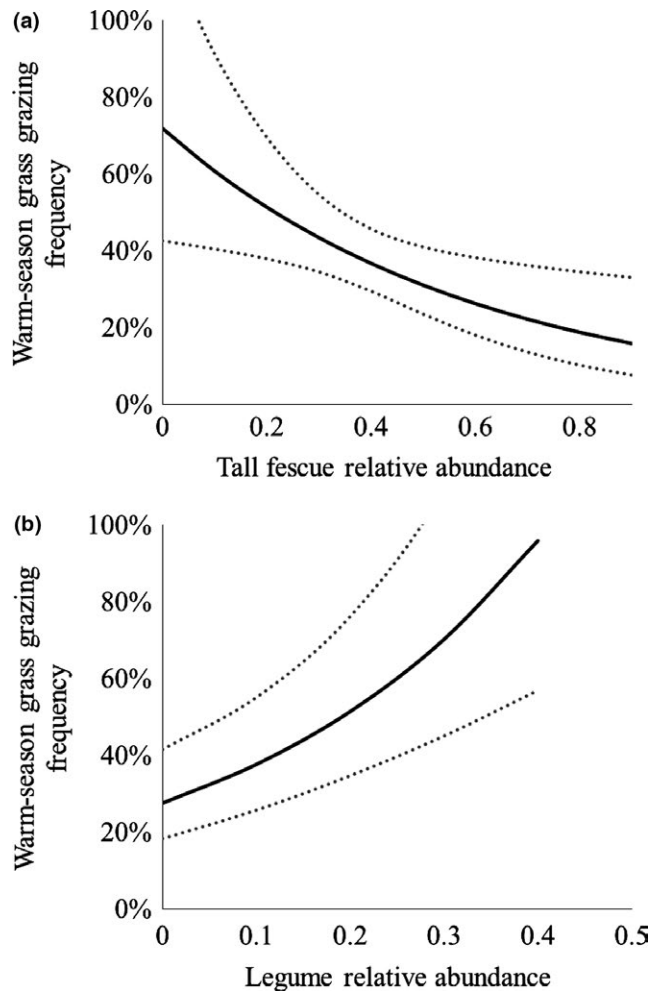 (a)
100%
80%
60%
40%
20%
0%
Warm-season grass grazing
frequency
0 0.2 0.4 0.6 0.8
Tall fescue relative abundance
(b)
100%
80%
60%
40%
20%
0%
Warm-season grass grazing
frequency
0 0.1 0.2 0.3 0.4 0.5
Legume relative abundance